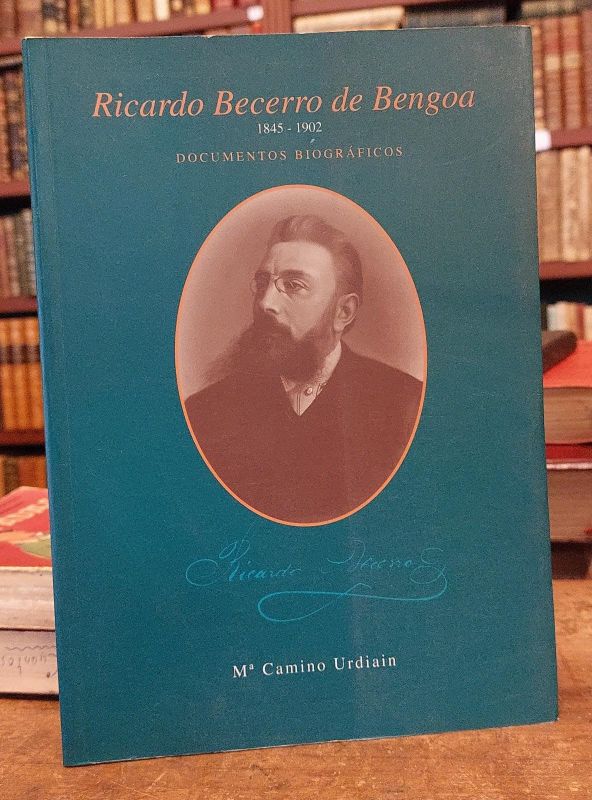 Ricardo Becerro de Bengoa
1845 - 1902
DOCUMENTOS BIOGRÁFICOS
Ricardo Becerro
Mª Camino Urdiain